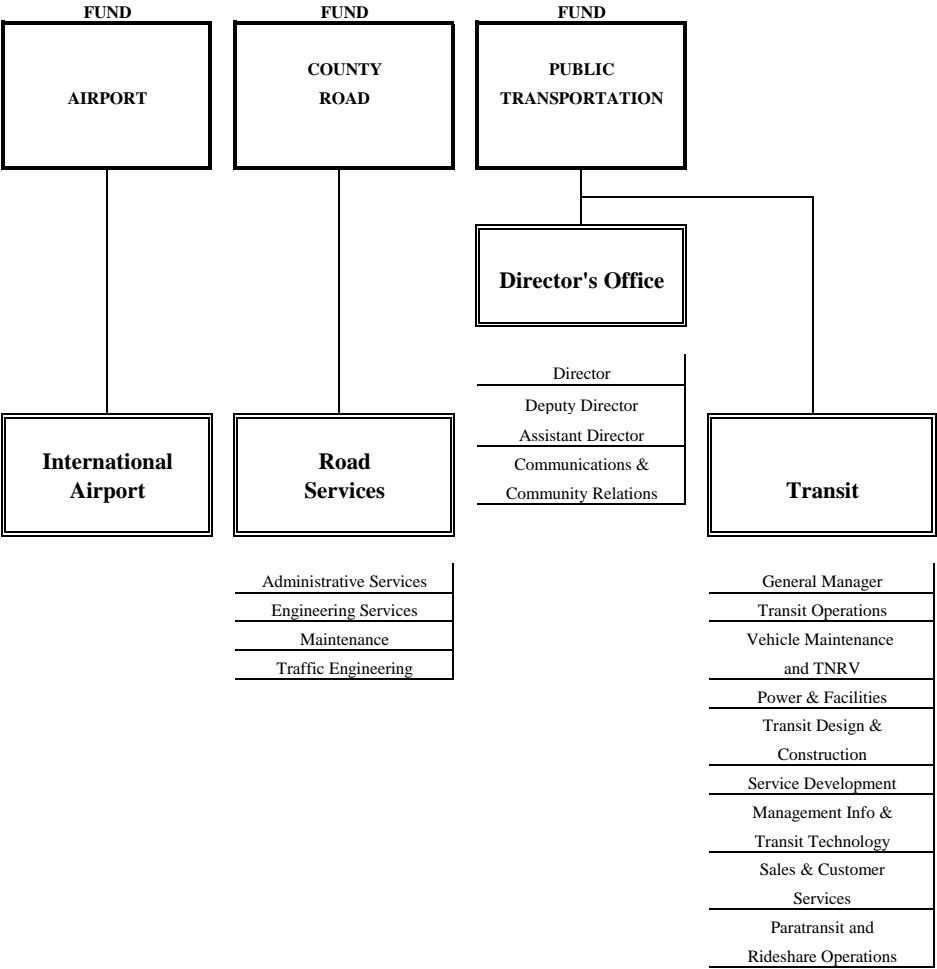 FUND
FUND
FUND
AIRPORT
COUNTY
ROAD
PUBLIC
TRANSPORTATION
Director's Office
Director
Deputy Director
Assistant Director
Communications &
Community Relations
International
Airport
Road
Services
Transit
Administrative Services
Engineering Services
Maintenance
Traffic Engineering
General Manager
Transit Operations
Vehicle Maintenance
and TNRV
Power & Facilities
Transit Design &
Construction
Service Development
Management Info &
Transit Technology
Sales & Customer
Services
Paratransit and
Rideshare Operations